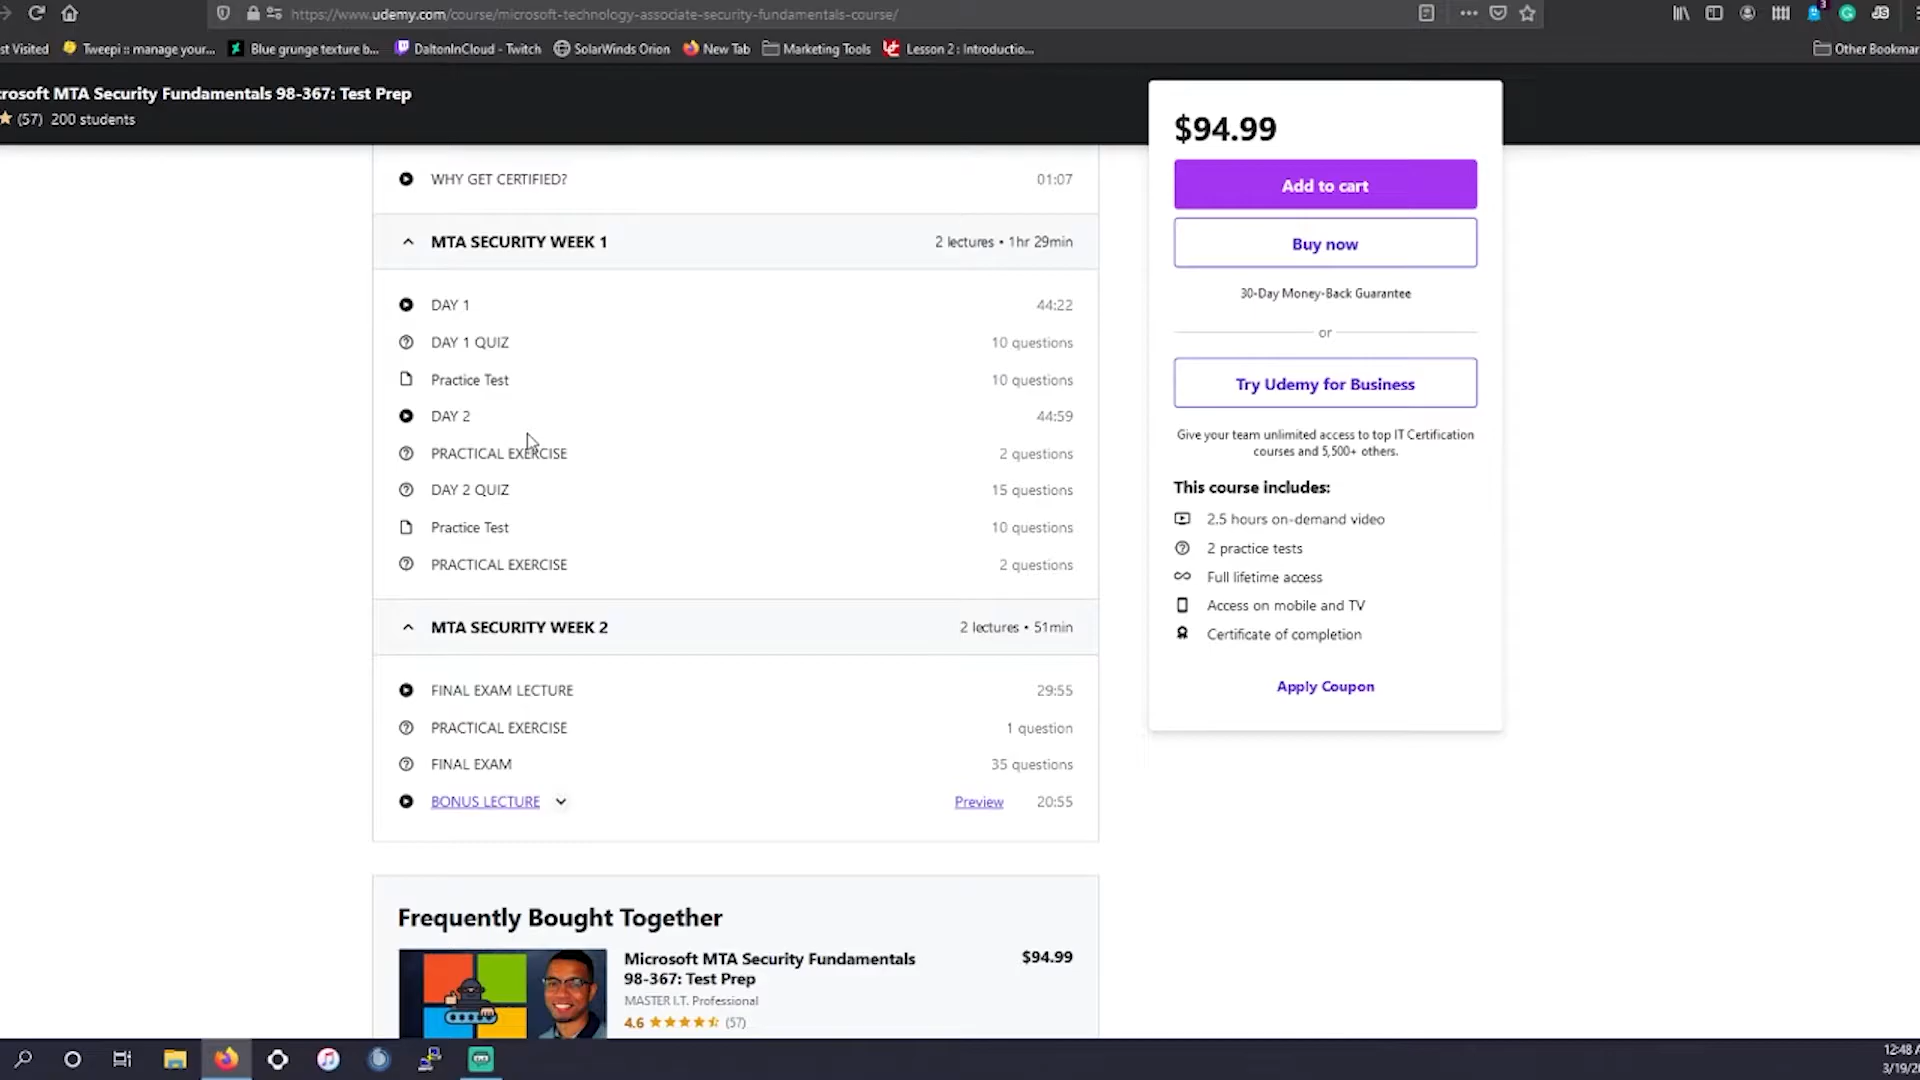 https://www.udemy.com/course/microsoft-technology-associate-security-fundamentals-course/
3
JS
st Visited
Tweepi :: manage your...
Blue grunge texture b...
DaltonInCloud - Twitch
SolarWinds Orion
New Tab
Marketing Tools
Lesson 2 : Introductio...
Other Bookmar
crosoft MTA Security Fundamentals 98-367: Test Prep
(57) 200 students
WHY GET CERTIFIED? 01:07
MTA SECURITY WEEK 1 2 lectures • 1hr 29min
DAY 1 44:22
DAY 1 QUIZ 10 questions
Practice Test 10 questions
DAY 2 44:59
PRACTICAL EXERCISE 2 questions
DAY 2 QUIZ 15 questions
Practice Test 10 questions
PRACTICAL EXERCISE 2 questions
MTA SECURITY WEEK 2 2 lectures • 51min
FINAL EXAM LECTURE 29:55
PRACTICAL EXERCISE 1 question
FINAL EXAM 35 questions
BONUS LECTURE Preview 20:55
Frequently Bought Together
Microsoft MTA Security Fundamentals $94.99
98-367: Test Prep
MASTER I.T. Professional
4.6 (57)
$94.99
Add to cart
Buy now
30-Day Money-Back Guarantee
or
Try Udemy for Business
Give your team unlimited access to top IT Certification
courses and 5,500+ others.
This course includes:
2.5 hours on-demand video
2 practice tests
Full lifetime access
Access on mobile and TV
Certificate of completion
Apply Coupon
12:48 A
3/19/2